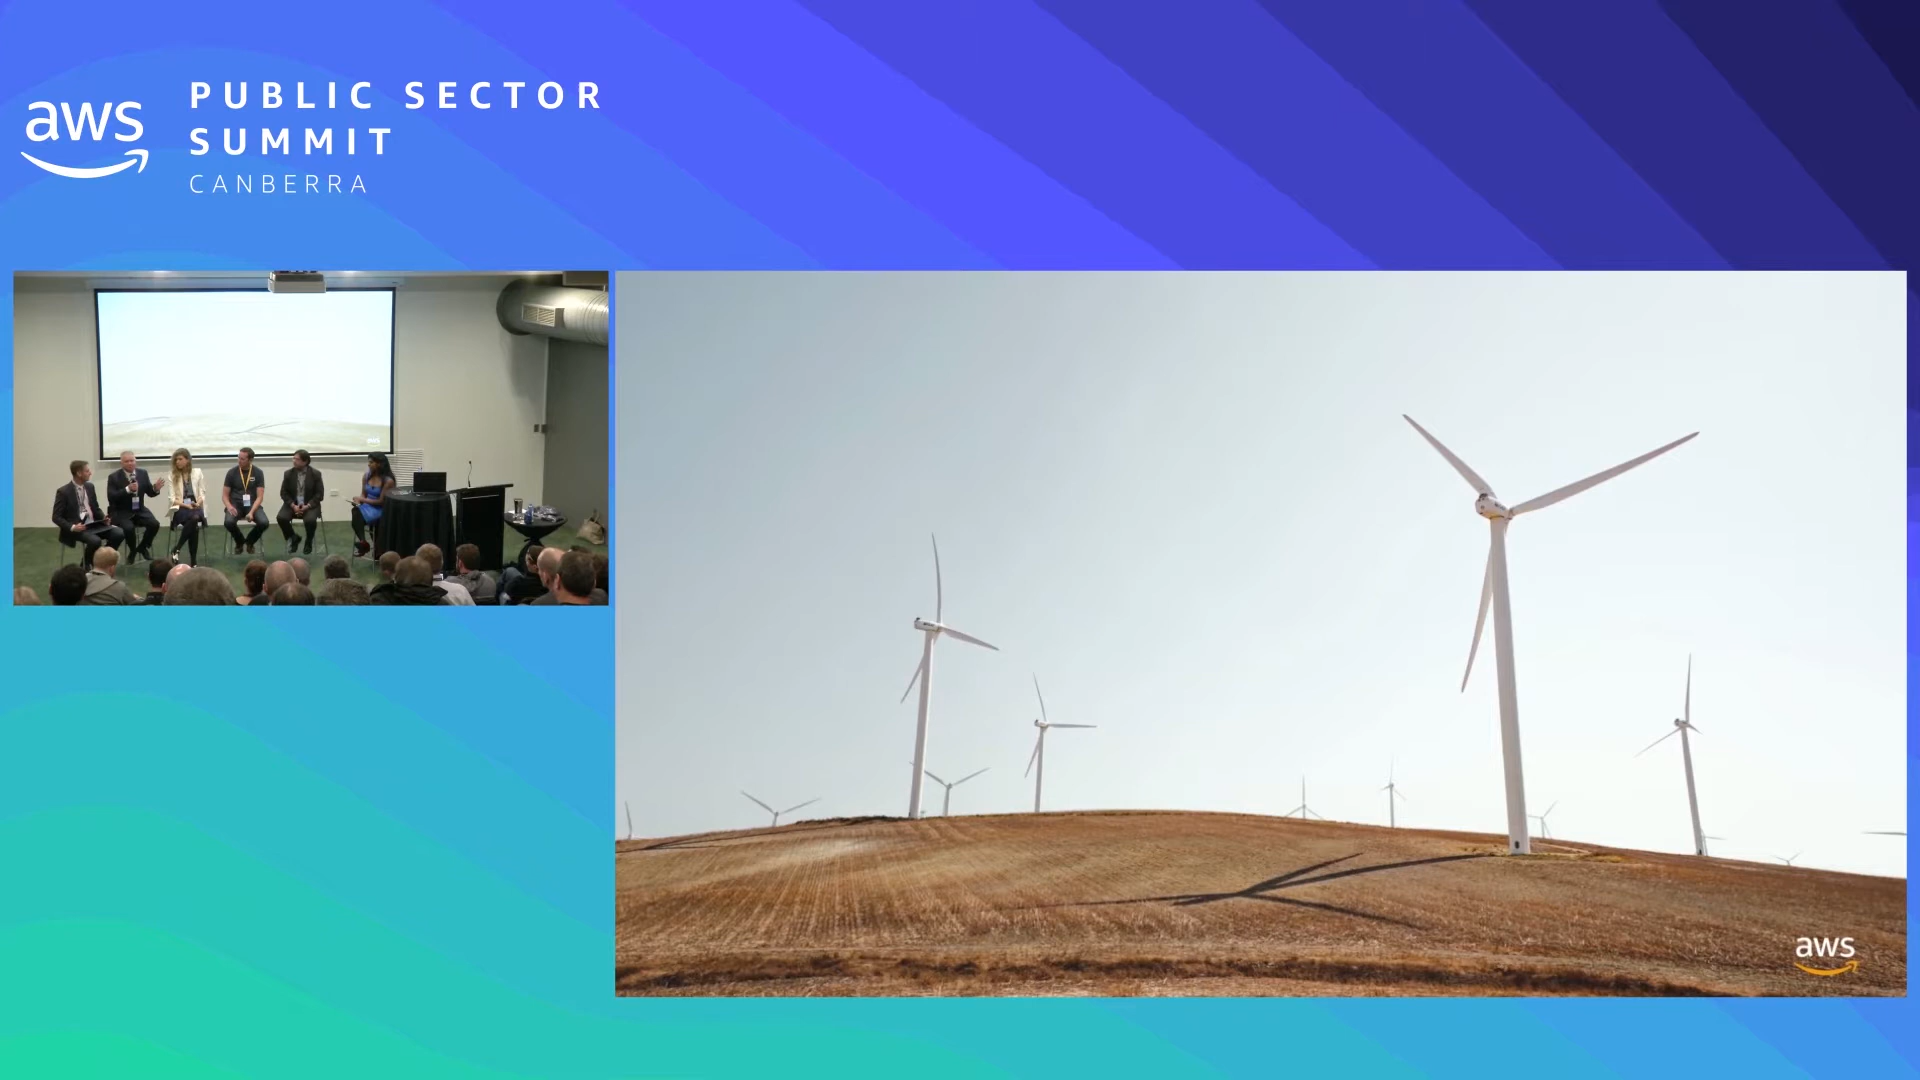 aws
PUBLIC SECTOR
SUMMIT
CANBERRA
aws